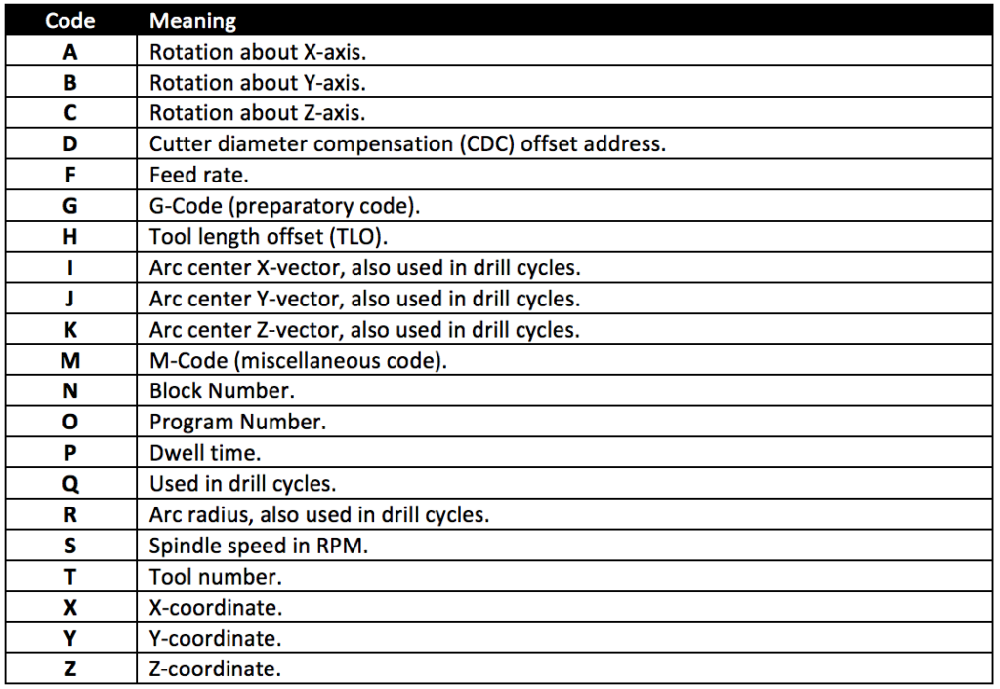 Code Meaning
A Rotation about X-axis.
B Rotation about Y-axis.
C Rotation about Z-axis.
D Cutter diameter compensation (CDC) offset address.
F Feed rate.
G G-Code (preparatory code).
H Tool length offset (TLO).
I Arc center X-vector, also used in drill cycles.
J Arc center Y-vector, also used in drill cycles.
K Arc center Z-vector, also used in drill cycles.
M M-Code (miscellaneous code).
N Block Number.
O Program Number.
P Dwell time.
Q Used in drill cycles.
R Arc radius, also used in drill cycles.
S Spindle speed in RPM.
T Tool number.
X X-coordinate.
Y Y-coordinate.
Z Z-coordinate.